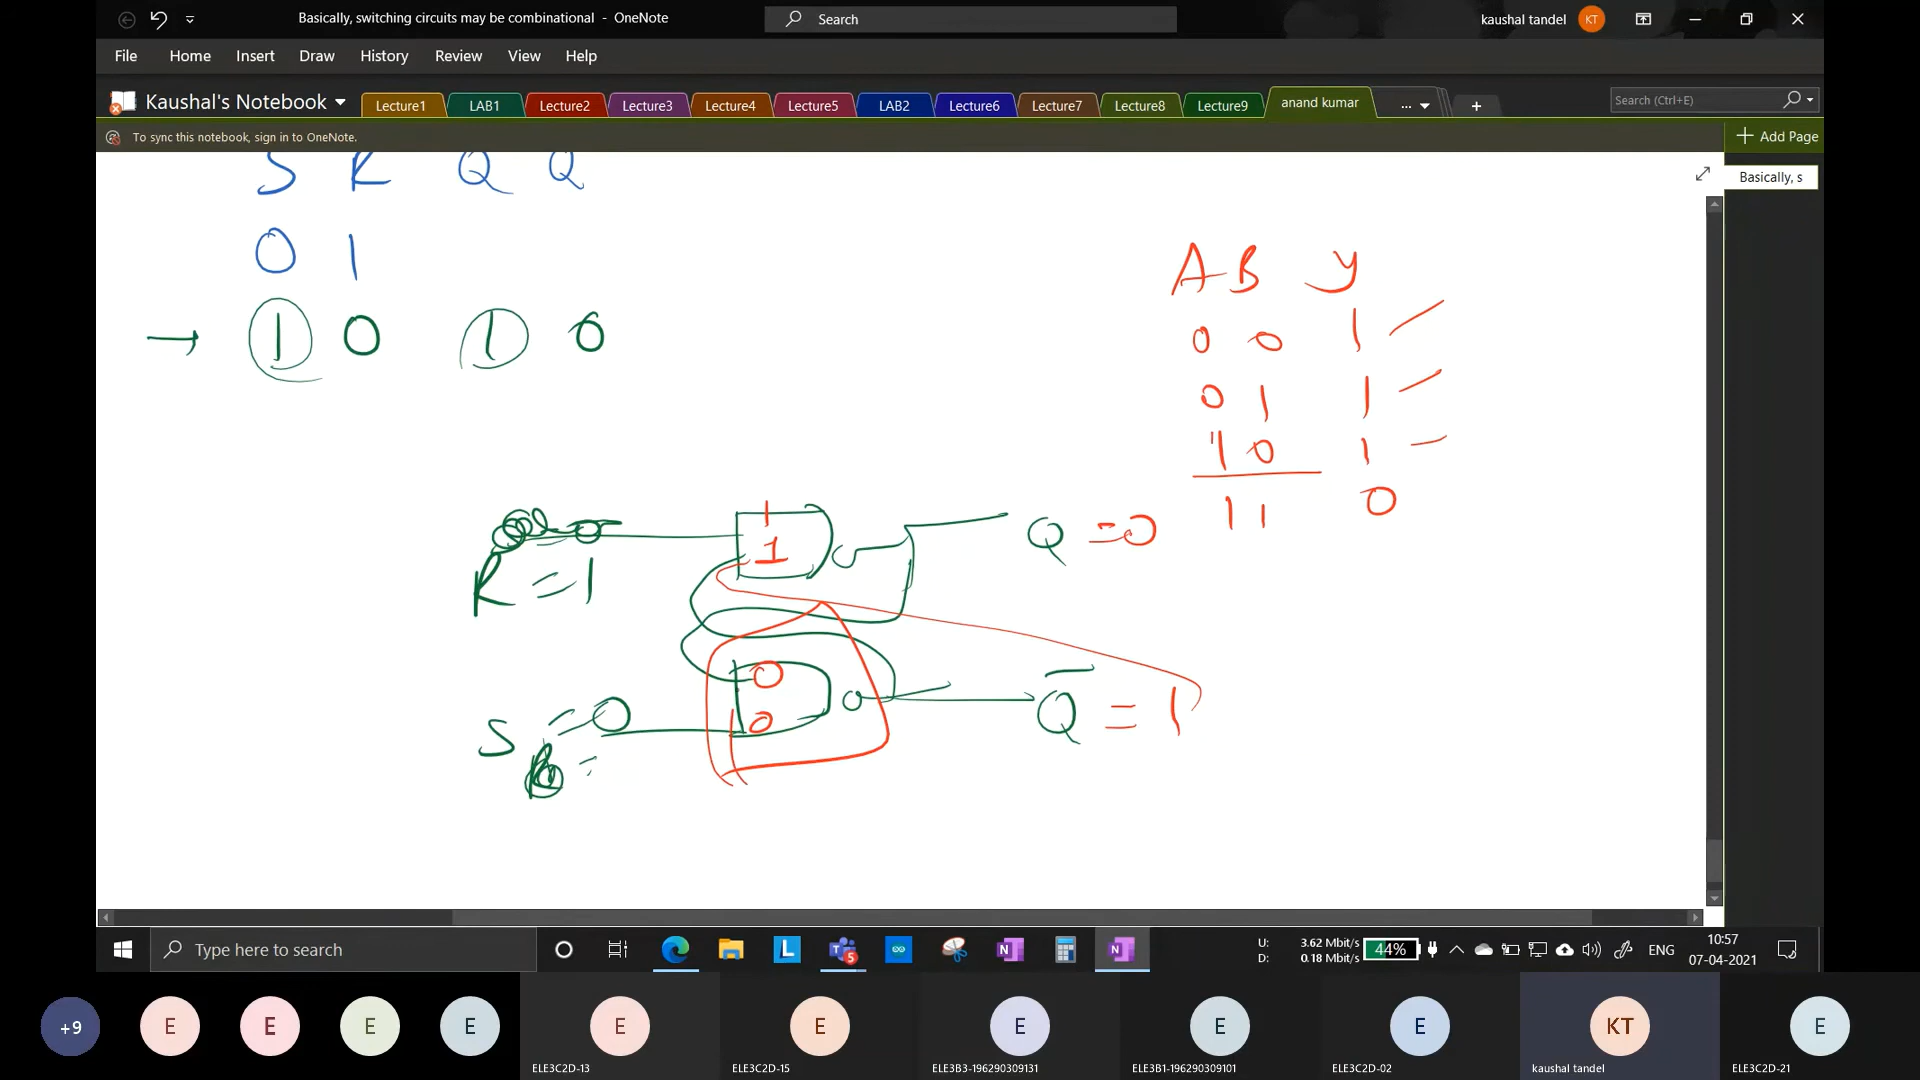 Basically, switching circuits may be combinational - OneNote
Search
kaushal tandel KT
File Home Insert Draw History Review View Help
Kaushal's Notebook
Lecture1 LAB1 Lecture2 Lecture3 Lecture4 Lecture5 LAB2 Lecture6 Lecture7 Lecture8 Lecture9 anand kumar ... +
Search (Ctrl+E)
To sync this notebook, sign in to OneNote.
+ Add Page
Basically, s
S R Q Q
0 1
→ 1 0 1 0
A B Y
0 0 1
0 1 1
1 0 1
1 1 0
1
1
Q = 0
R = 1
0
0
S = 0
Q̅ = 1
Type here to search
L
5
U: 3.62 Mbit/s
D: 0.18 Mbit/s
44%
ENG
10:57
07-04-2021
+9 E E E E E E E E E KT E
ELE3C2D-13 ELE3C2D-15 ELE3B3-196290309131 ELE3B1-196290309101 ELE3C2D-02 kaushal tandel ELE3C2D-21